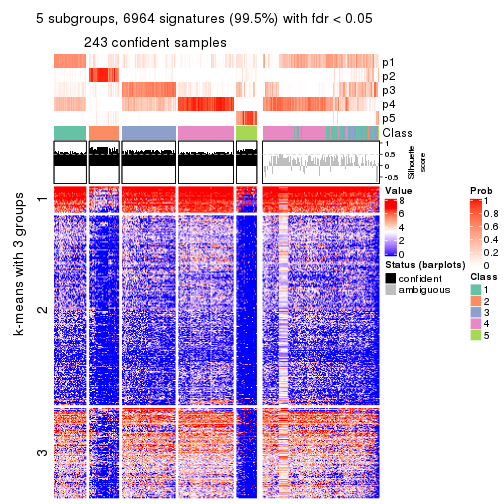 5 subgroups, 6964 signatures (99.5%) with fdr < 0.05
243 confident samples
p1
p2
p3
p4
p5
Class
1
0.5
0
-0.5
Silhouette
score
k-means with 3 groups
1
2
3
Value
8
6
4
2
0
Status (barplots)
confident
ambiguous
Prob
1
0.8
0.6
0.4
0.2
0
Class
1
2
3
4
5